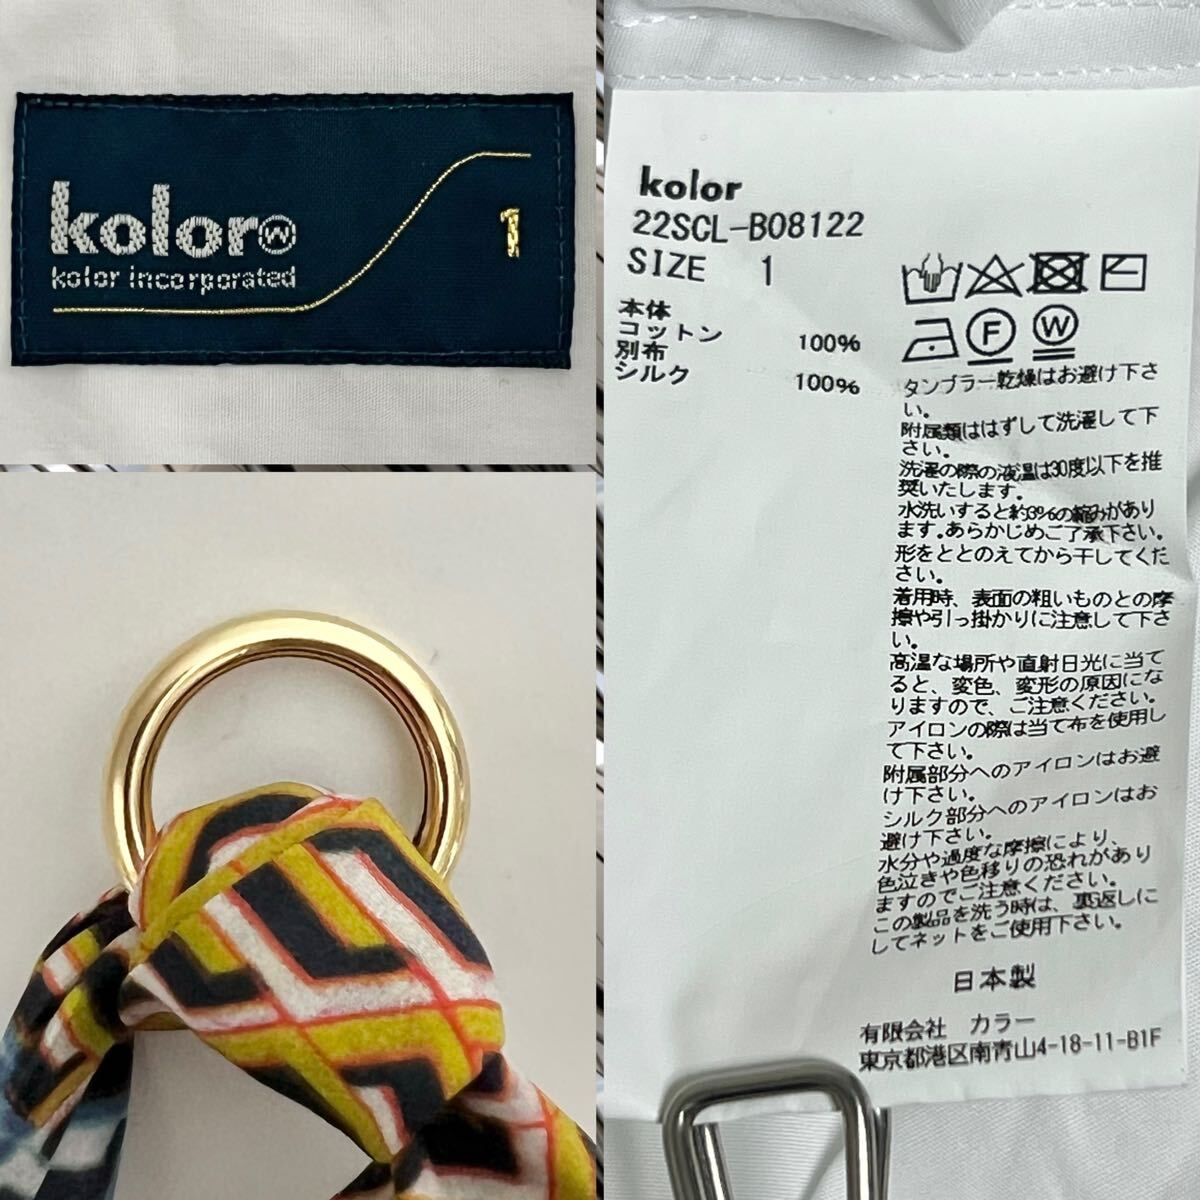 kolor
kolor incorporated
1
kolor
22SCL-B08122
SIZE 1
本体
コットン 100%
別布
シルク 100%
F
W
タンブラー乾燥はお避け下さ
い。
附属類ははずして洗濯して下
さい。
洗濯の際の液温は30度以下を推
奨いたします。
水洗いすると約3%の縮みがあり
ます。あらかじめご了承下さい。
形をととのえてから干してくだ
さい。
着用時、表面の粗いものとの摩
擦や引っ掛かりに注意して下さ
い。
高温な場所や直射日光に当て
ると、変色、変形の原因にな
りますので、ご注意ください。
アイロンの際は当て布を使用し
て下さい。
附属部分へのアイロンはお避
け下さい。
シルク部分へのアイロンはお
避け下さい。
水分や過度な摩擦により、
色泣きや色移りの恐れがあり
ますのでご注意ください。
この製品を洗う時は、裏返しに
してネットをご使用下さい。
日本製
有限会社 カラー
東京都港区南青山4-18-11-B1F